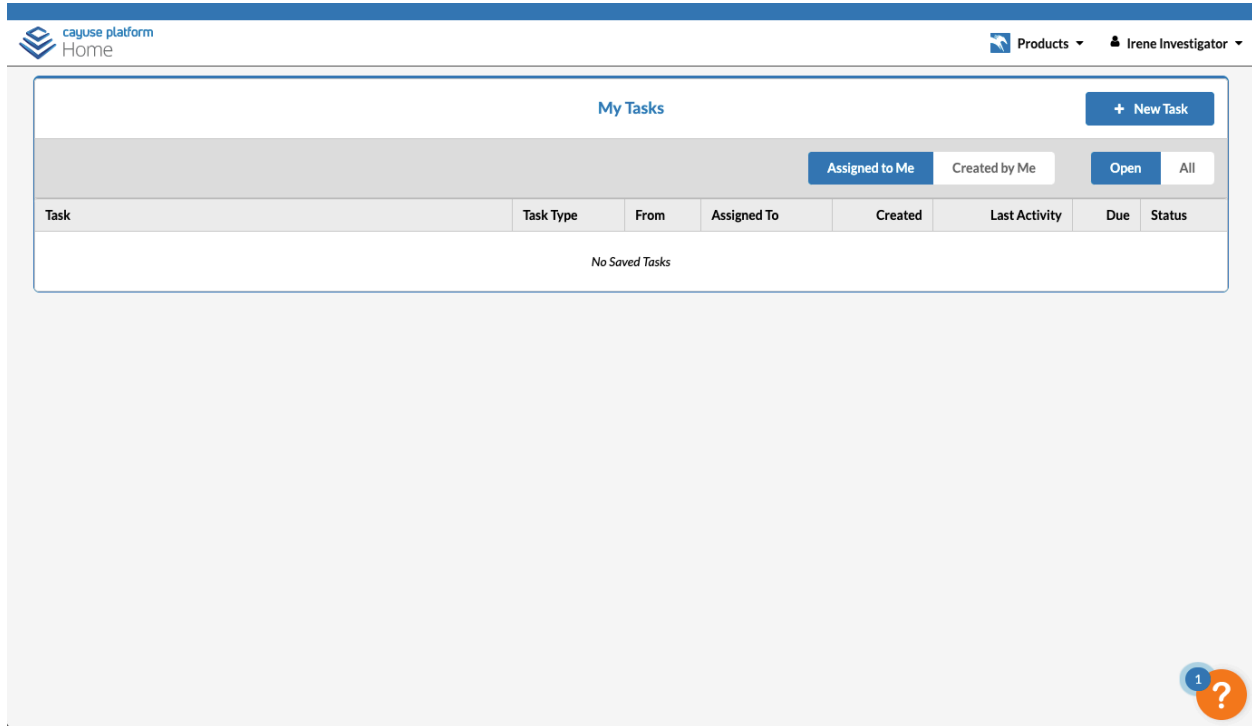 cayuse platform
Home
Products
Irene Investigator
My Tasks
+ New Task
Assigned to Me
Created by Me
Open
All
Task
Task Type
From
Assigned To
Created
Last Activity
Due
Status
No Saved Tasks
1
?